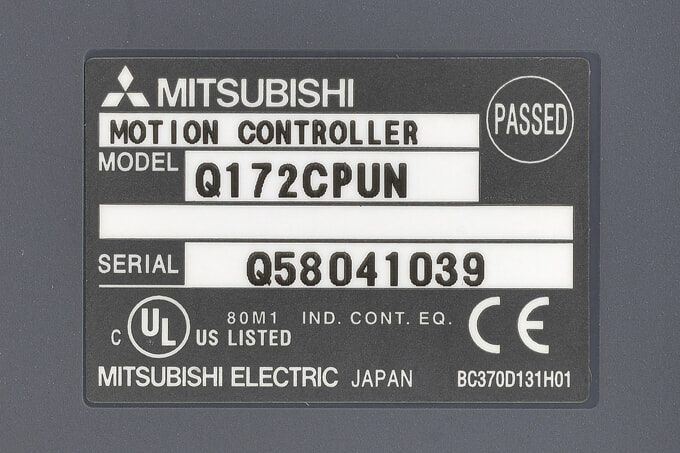 MITSUBISHI
PASSED
MOTION CONTROLLER
MODEL Q172CPUN
SERIAL Q58041039
C UL US LISTED 80M1 IND. CONT. EQ. CE
MITSUBISHI ELECTRIC JAPAN BC370D131H01